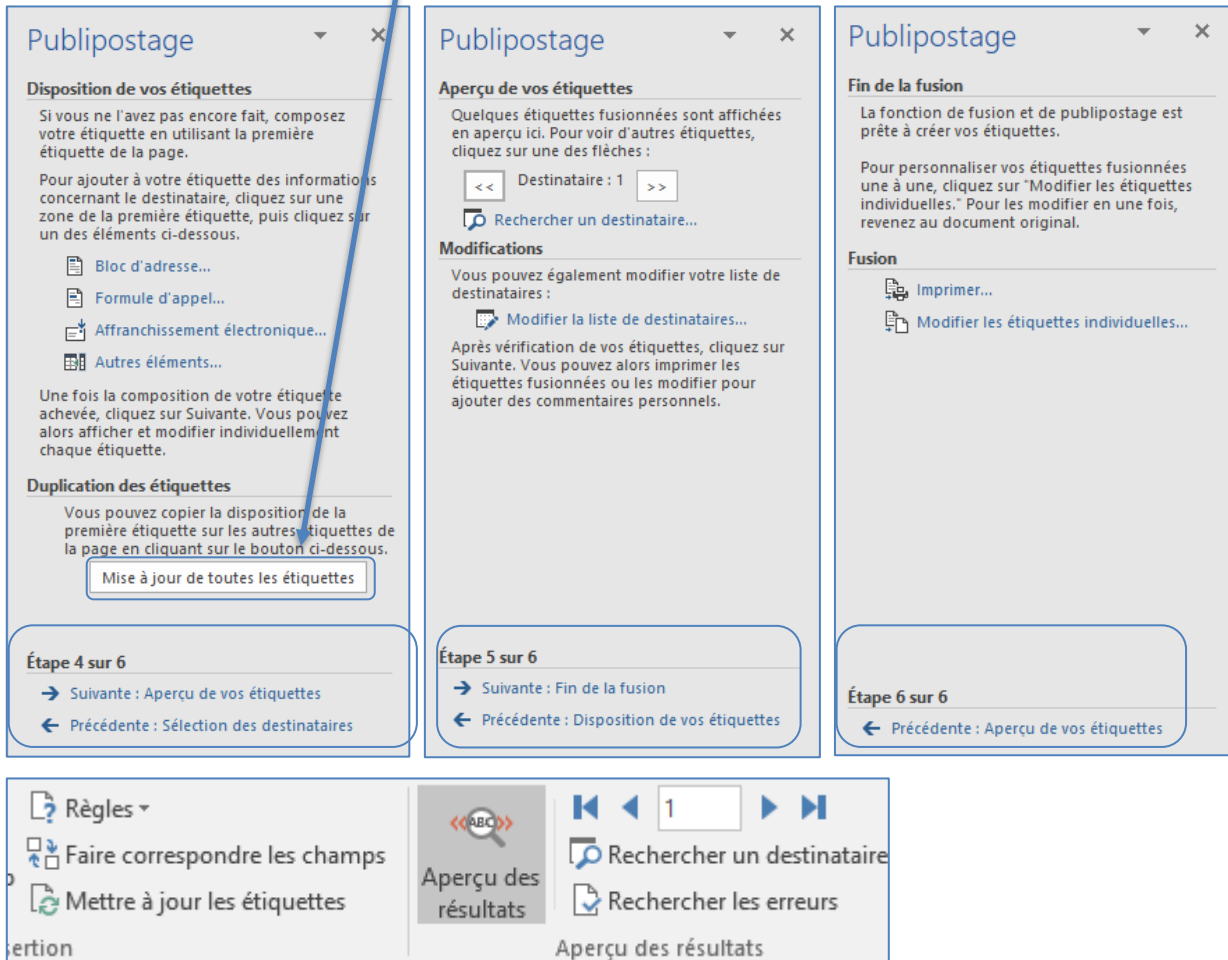 Publipostage
Disposition de vos étiquettes
Si vous ne l'avez pas encore fait, composez
votre étiquette en utilisant la première
étiquette de la page.
Pour ajouter à votre étiquette des informations
concernant le destinataire, cliquez sur une
zone de la première étiquette, puis cliquez sur
un des éléments ci-dessous.
Bloc d'adresse...
Formule d'appel...
Affranchissement électronique...
Autres éléments...
Une fois la composition de votre étiquette
achevée, cliquez sur Suivante. Vous pouvez
alors afficher et modifier individuellement
chaque étiquette.
Duplication des étiquettes
Vous pouvez copier la disposition de la
première étiquette sur les autres étiquettes de
la page en cliquant sur le bouton ci-dessous.
Mise à jour de toutes les étiquettes
Étape 4 sur 6
Suivante : Aperçu de vos étiquettes
Précédente : Sélection des destinataires
Publipostage
Aperçu de vos étiquettes
Quelques étiquettes fusionnées sont affichées
en aperçu ici. Pour voir d'autres étiquettes,
cliquez sur une des flèches :
<< Destinataire : 1 >>
Rechercher un destinataire...
Modifications
Vous pouvez également modifier votre liste de
destinataires :
Modifier la liste de destinataires...
Après vérification de vos étiquettes, cliquez sur
Suivante. Vous pouvez alors imprimer les
étiquettes fusionnées ou les modifier pour
ajouter des commentaires personnels.
Étape 5 sur 6
Suivante : Fin de la fusion
Précédente : Disposition de vos étiquettes
Publipostage
Fin de la fusion
La fonction de fusion et de publipostage est
prête à créer vos étiquettes.
Pour personnaliser vos étiquettes fusionnées
une à une, cliquez sur "Modifier les étiquettes
individuelles." Pour les modifier en une fois,
revenez au document original.
Fusion
Imprimer...
Modifier les étiquettes individuelles...
Étape 6 sur 6
Précédente : Aperçu de vos étiquettes
Règles
Faire correspondre les champs
Mettre à jour les étiquettes
sertion
«ABC»
Aperçu des
résultats
1
Rechercher un destinataire
Rechercher les erreurs
Aperçu des résultats